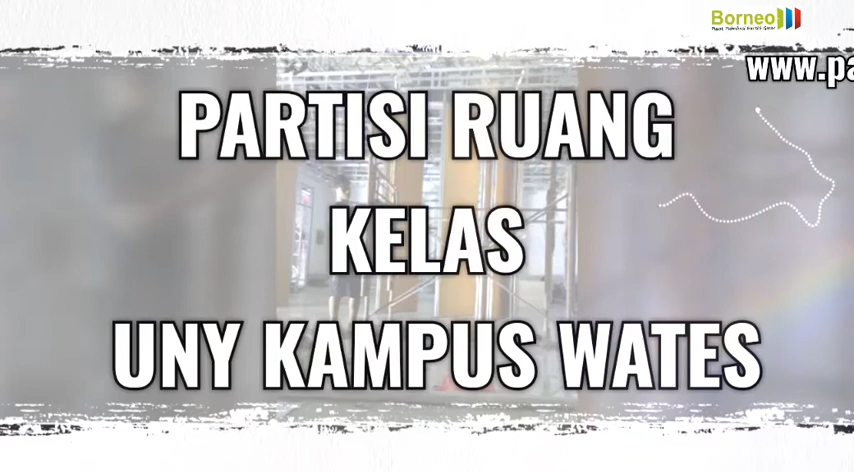 Borneo
www.pa
PARTISI RUANG
KELAS
UNY KAMPUS WATES